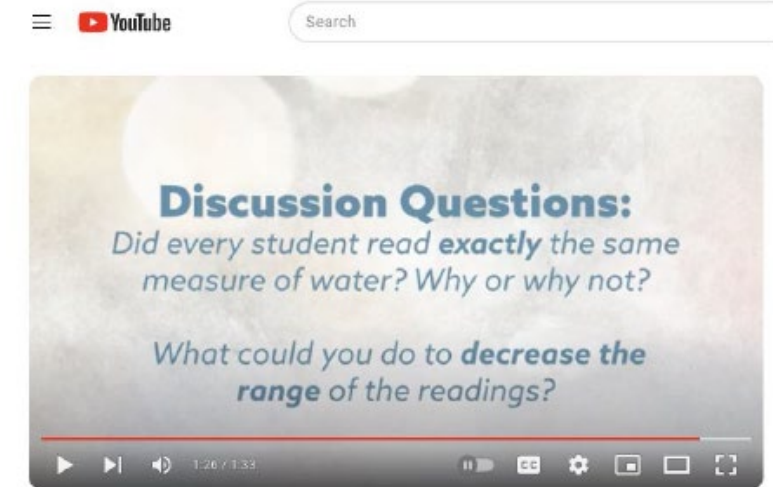 YouTube
Search
Discussion Questions:
Did every student read exactly the same
measure of water? Why or why not?
What could you do to decrease the
range of the readings?
1:26 / 1:33
CC